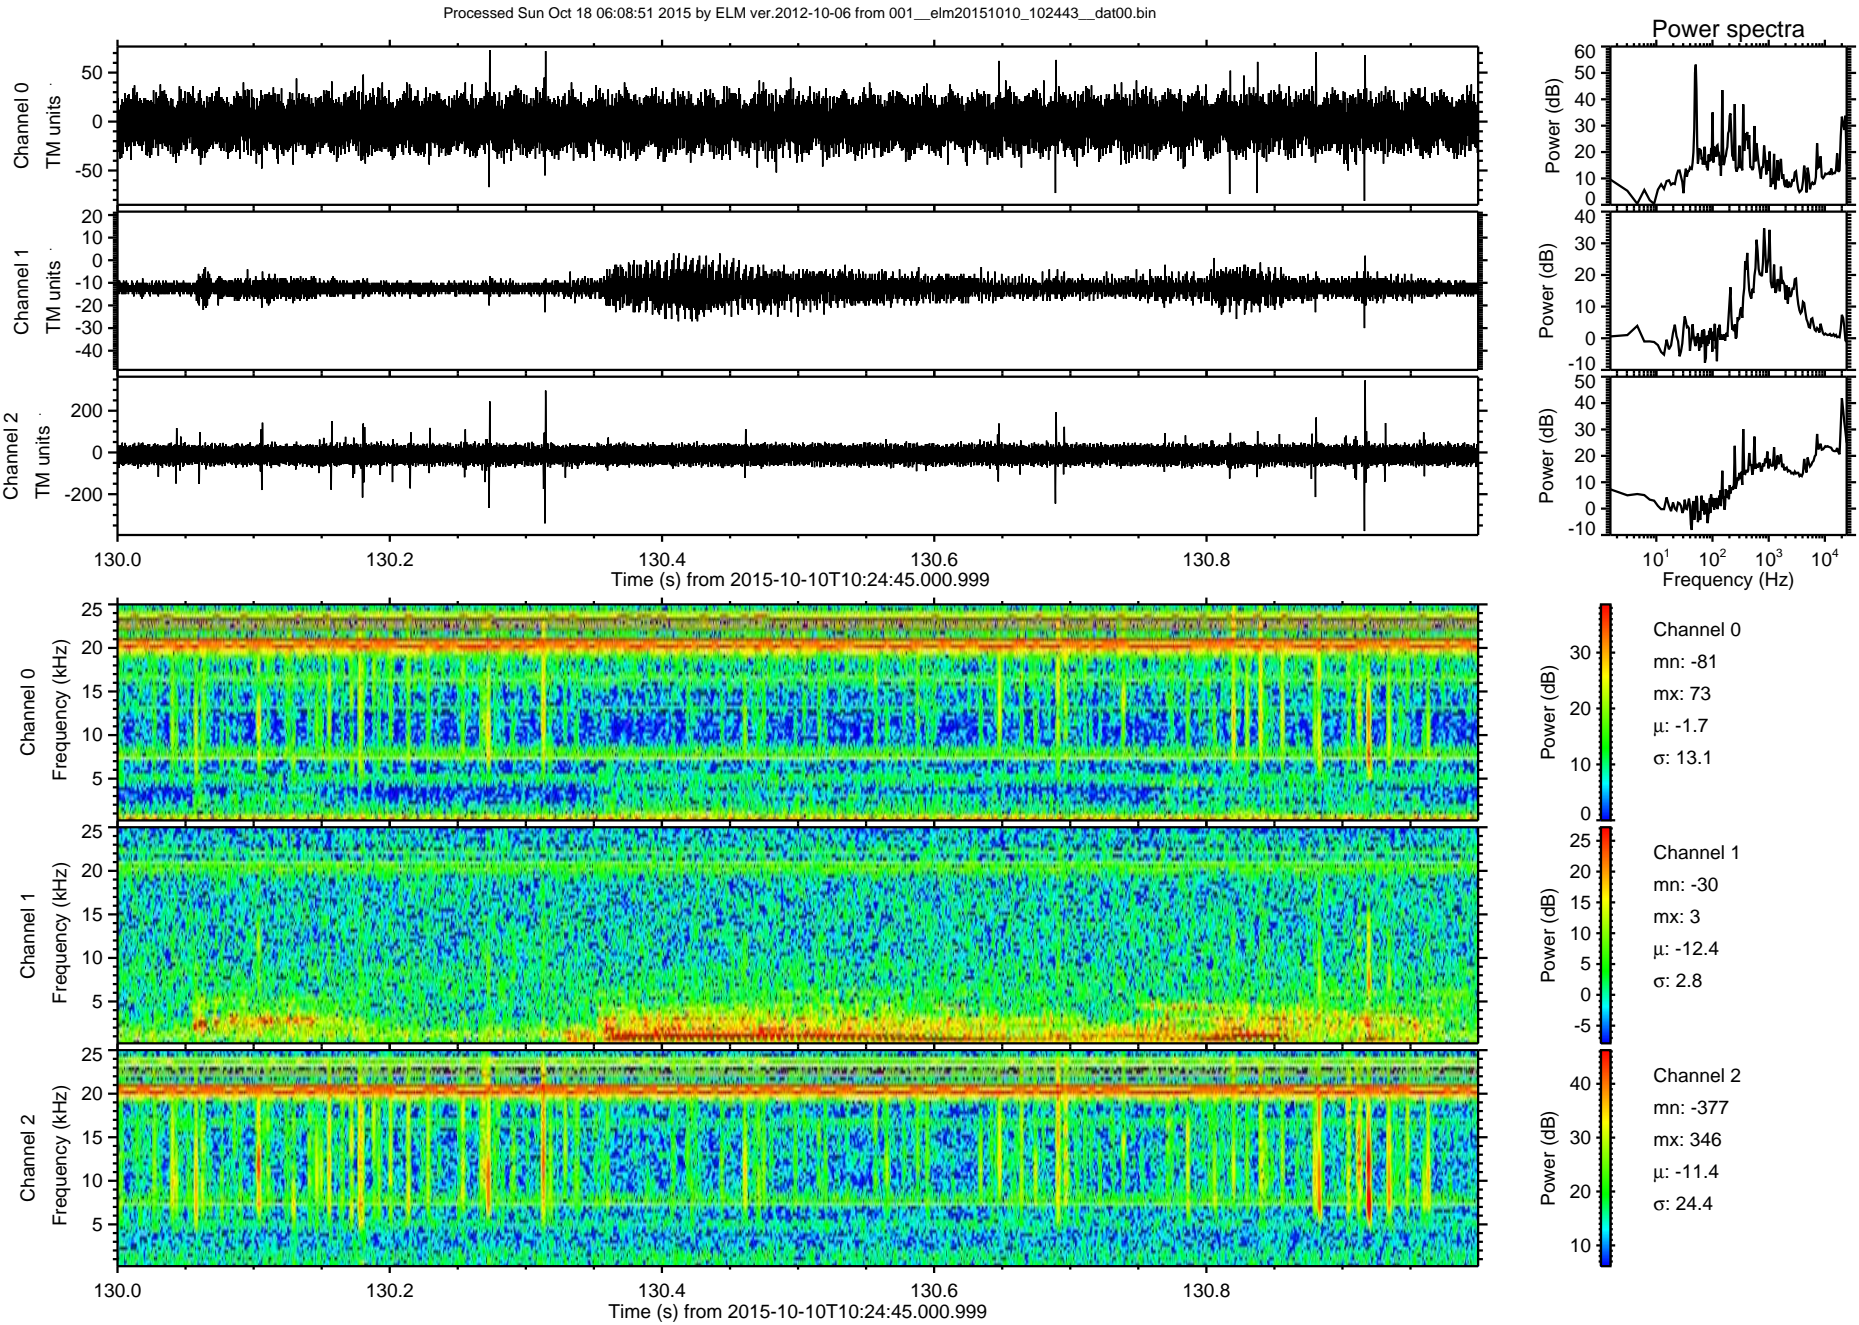 Processed Sun Oct 18 06:08:51 2015 by ELM ver.2012-10-06 from 001__elm20151010_102443__dat00.bin
Power spectra
Channel 0
TM units
50
0
-50
Power (dB)
60
50
40
30
20
10
0
Channel 1
TM units
20
10
0
-10
-20
-30
-40
Power (dB)
40
30
20
10
0
-10
Channel 2
TM units
200
0
-200
Power (dB)
50
40
30
20
10
0
-10
130.0 130.2 130.4 130.6 130.8
Time (s) from 2015-10-10T10:24:45.000.999
10¹ 10² 10³ 10⁴
Frequency (Hz)
Channel 0
Frequency (kHz)
25
20
15
10
5
Power (dB)
30
20
10
0
Channel 0
mn: -81
mx: 73
μ: -1.7
σ: 13.1
Channel 1
Frequency (kHz)
25
20
15
10
5
Power (dB)
25
20
15
10
5
0
-5
Channel 1
mn: -30
mx: 3
μ: -12.4
σ: 2.8
Channel 2
Frequency (kHz)
25
20
15
10
5
Power (dB)
40
30
20
10
Channel 2
mn: -377
mx: 346
μ: -11.4
σ: 24.4
130.0 130.2 130.4 130.6 130.8
Time (s) from 2015-10-10T10:24:45.000.999